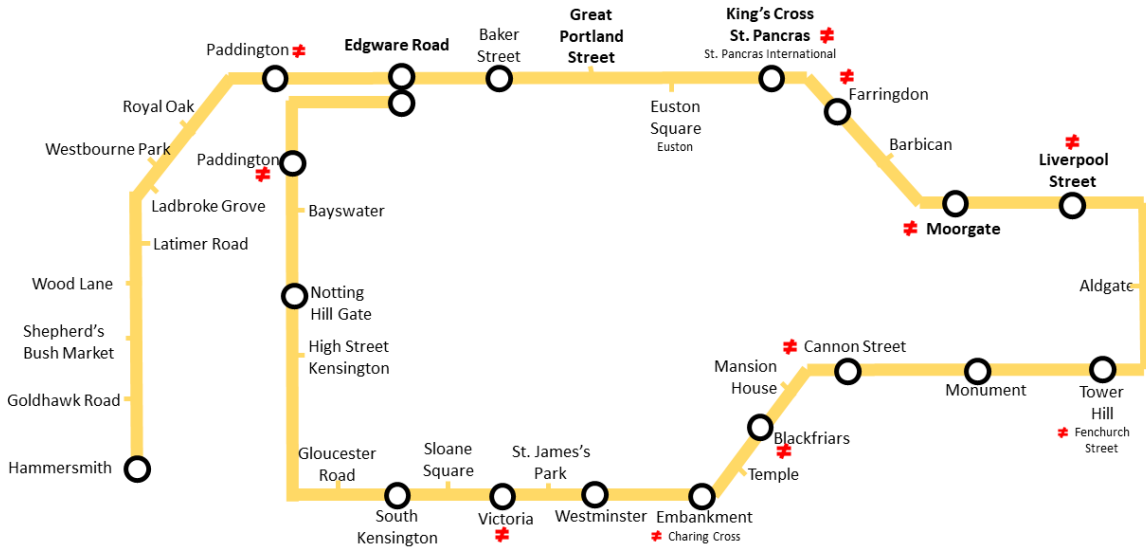 Paddington
Edgware Road
Baker
Street
Great
Portland
Street
King's Cross
St. Pancras
St. Pancras International
Farringdon
Royal Oak
Westbourne Park
Paddington
Euston
Square
Euston
Barbican
Liverpool
Street
Ladbroke Grove
Bayswater
Moorgate
Latimer Road
Wood Lane
Notting
Hill Gate
Aldgate
Shepherd's
Bush Market
High Street
Kensington
Mansion
House
Cannon Street
Monument
Tower
Hill
Fenchurch
Street
Goldhawk Road
Blackfriars
Hammersmith
Gloucester
Road
Sloane
Square
St. James's
Park
Temple
South
Kensington
Victoria
Westminster
Embankment
Charing Cross